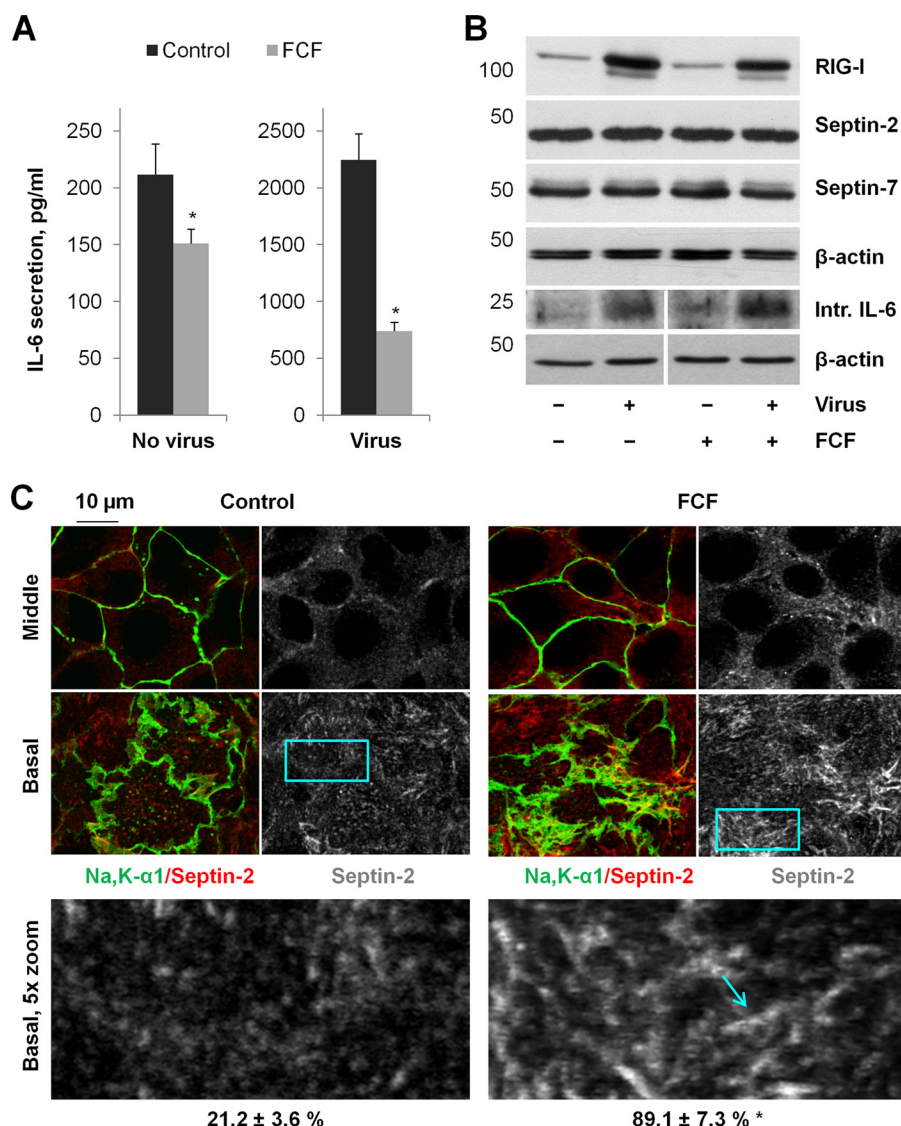 A
Control
FCF
IL-6 secretion, pg/ml
250
200
150
100
50
0
2500
2000
1500
1000
500
0
*
*
No virus
Virus
B
100
RIG-I
50
Septin-2
50
Septin-7
50
β-actin
25
Intr. IL-6
50
β-actin
– + – + Virus
– – + + FCF
C
10 µm
Control
FCF
Middle
Basal
Na,K-α1/Septin-2
Septin-2
Na,K-α1/Septin-2
Septin-2
Basal, 5x zoom
21.2 ± 3.6 %
89.1 ± 7.3 % *